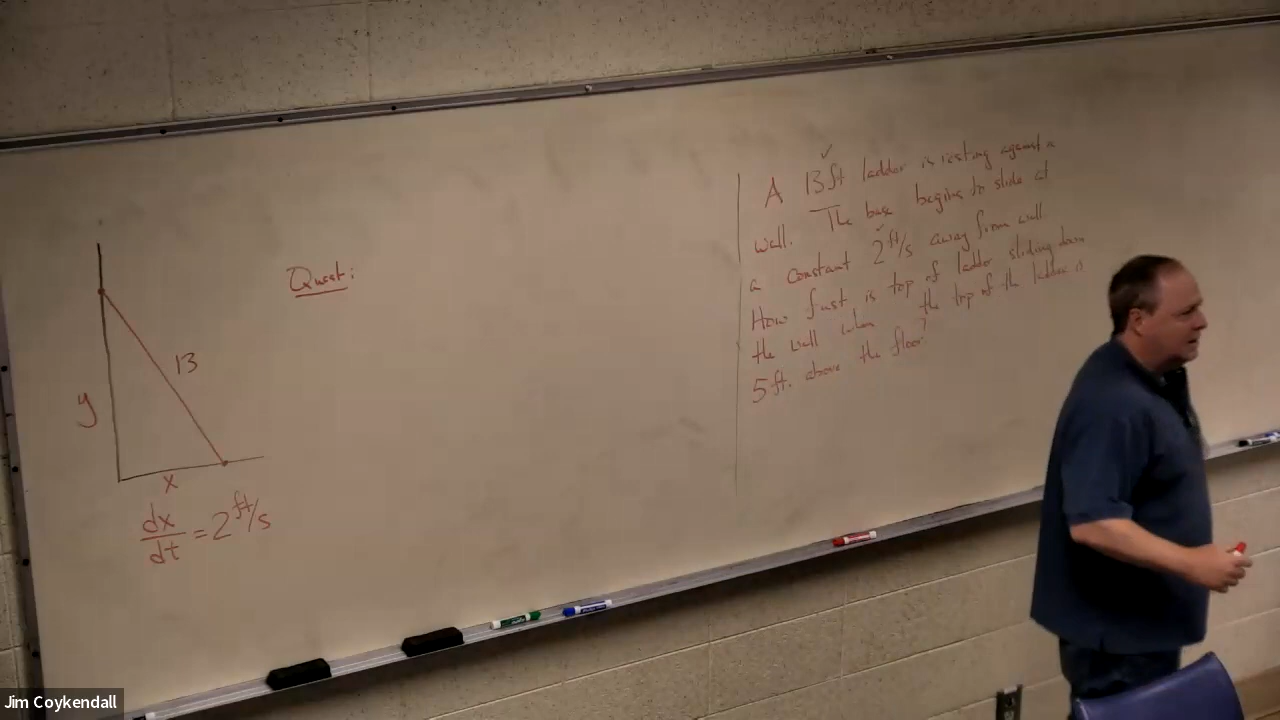 A 13 ft ladder is resting against a
wall. The base begins to slide at
a constant 2 ft/s away from wall
How fast is top of ladder sliding down
the wall when the top of the ladder is
5 ft. above the floor?
Quest:
13
y
x
dx/dt = 2 ft/s
Jim Coykendall